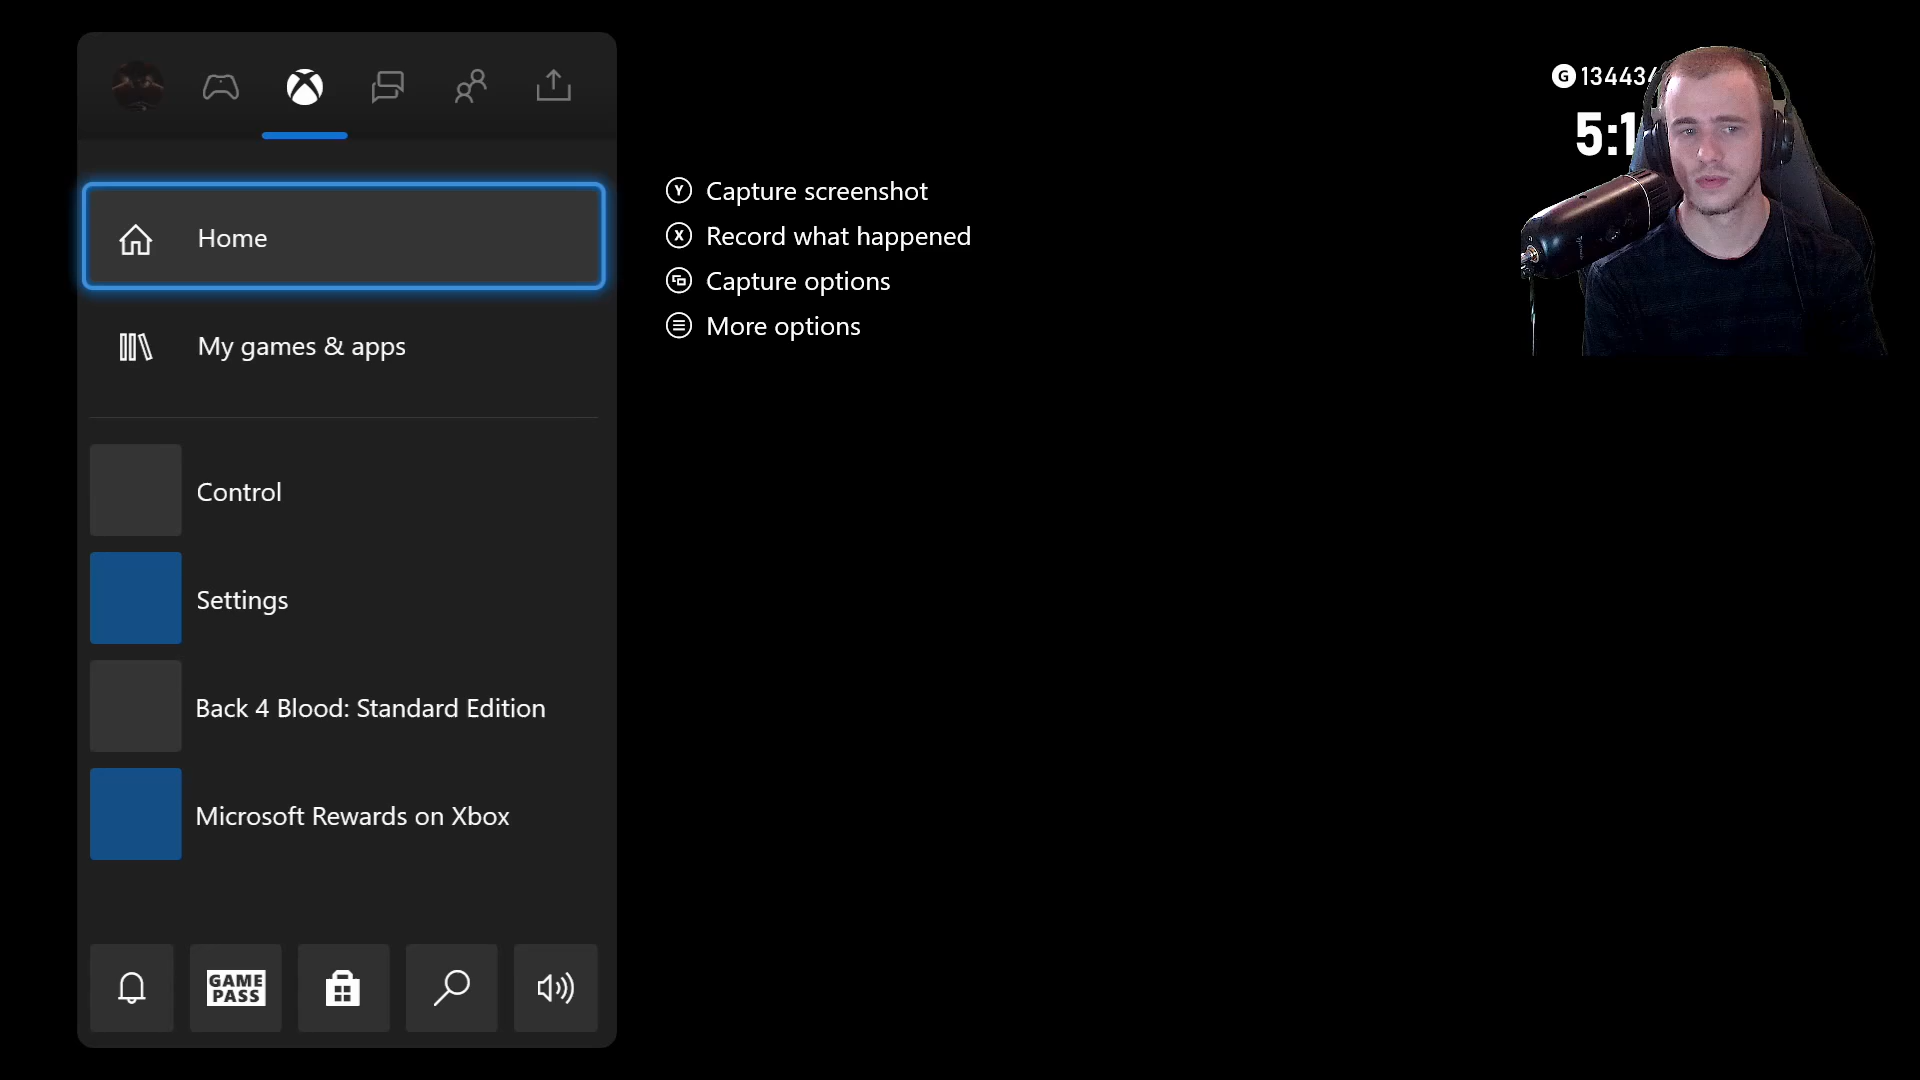 Home
My games & apps
Control
Settings
Back 4 Blood: Standard Edition
Microsoft Rewards on Xbox
GAME
PASS
Y Capture screenshot
X Record what happened
Capture options
More options
G